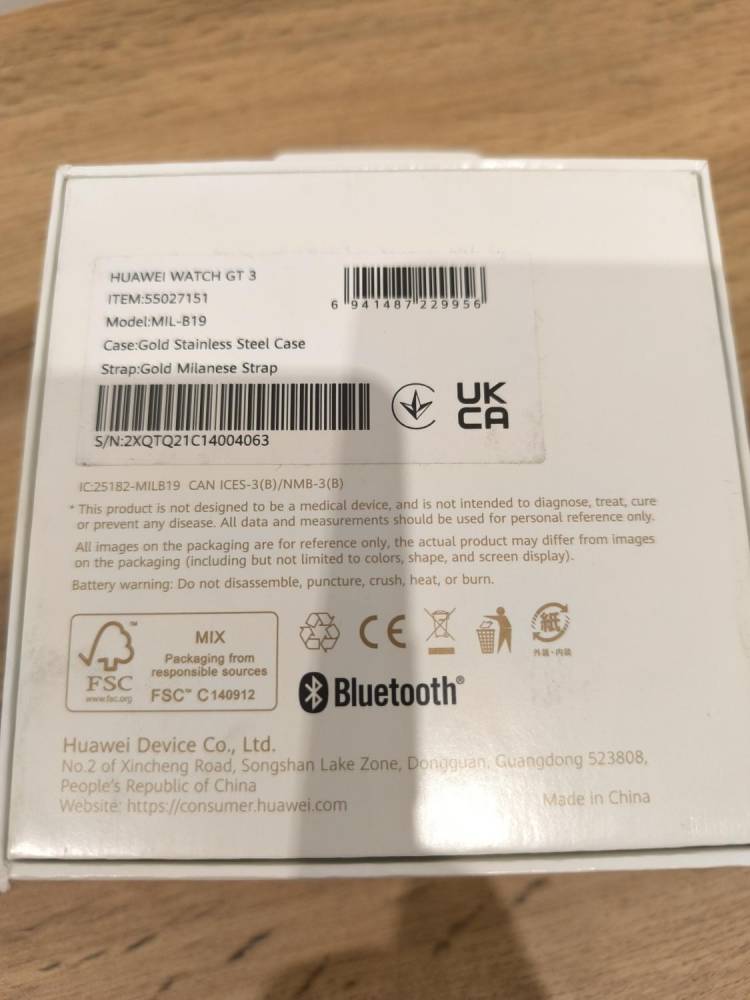 HUAWEI WATCH GT 3
ITEM:55027151
Model:MIL-B19
Case:Gold Stainless Steel Case
Strap:Gold Milanese Strap
6 941487 229956
S/N:2XQTQ21C14004063
UK
CA
IC:25182-MILB19 CAN ICES-3(B)/NMB-3(B)
* This product is not designed to be a medical device, and is not intended to diagnose, treat, cure
or prevent any disease. All data and measurements should be used for personal reference only.
All images on the packaging are for reference only, the actual product may differ from images
on the packaging (including but not limited to colors, shape, and screen display).
Battery warning: Do not disassemble, puncture, crush, heat, or burn.
FSC
www.fsc.org
MIX
Packaging from
responsible sources
FSC™ C140912
CE
紙
外盖·内装
Bluetooth®
Huawei Device Co., Ltd.
No.2 of Xincheng Road, Songshan Lake Zone, Dongguan, Guangdong 523808,
People's Republic of China
Website: https://consumer.huawei.com
Made in China